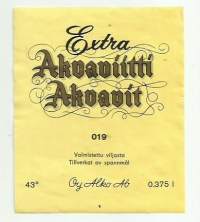 Extra
Akvaviitti
Akvavit
019
Valmistettu viljasta
Tillverkat av spannmål
43° Oy Alko Ab 0.375 l